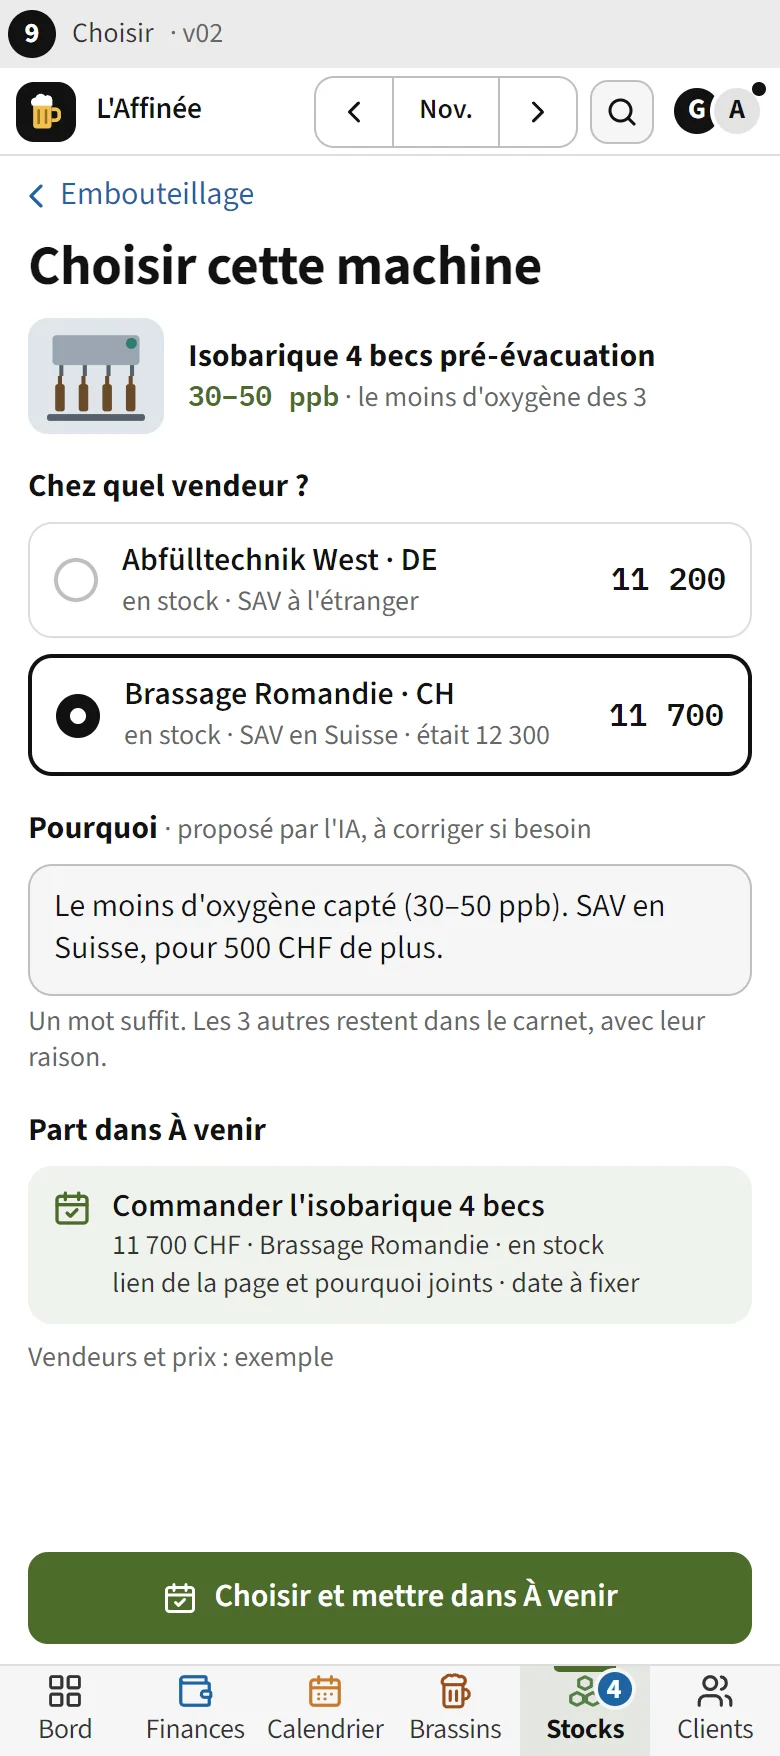 9 Choisir · v02
L'Affinée
Nov.
G A
Embouteillage
Choisir cette machine
Isobarique 4 becs pré-évacuation
30–50 ppb · le moins d'oxygène des 3
Chez quel vendeur ?
Abfülltechnik West · DE
en stock · SAV à l'étranger
11 200
Brassage Romandie · CH
en stock · SAV en Suisse · était 12 300
11 700
Pourquoi · proposé par l'IA, à corriger si besoin
Le moins d'oxygène capté (30–50 ppb). SAV en
Suisse, pour 500 CHF de plus.
Un mot suffit. Les 3 autres restent dans le carnet, avec leur
raison.
Part dans À venir
Commander l'isobarique 4 becs
11 700 CHF · Brassage Romandie · en stock
lien de la page et pourquoi joints · date à fixer
Vendeurs et prix : exemple
Choisir et mettre dans À venir
4
Bord Finances Calendrier Brassins Stocks Clients